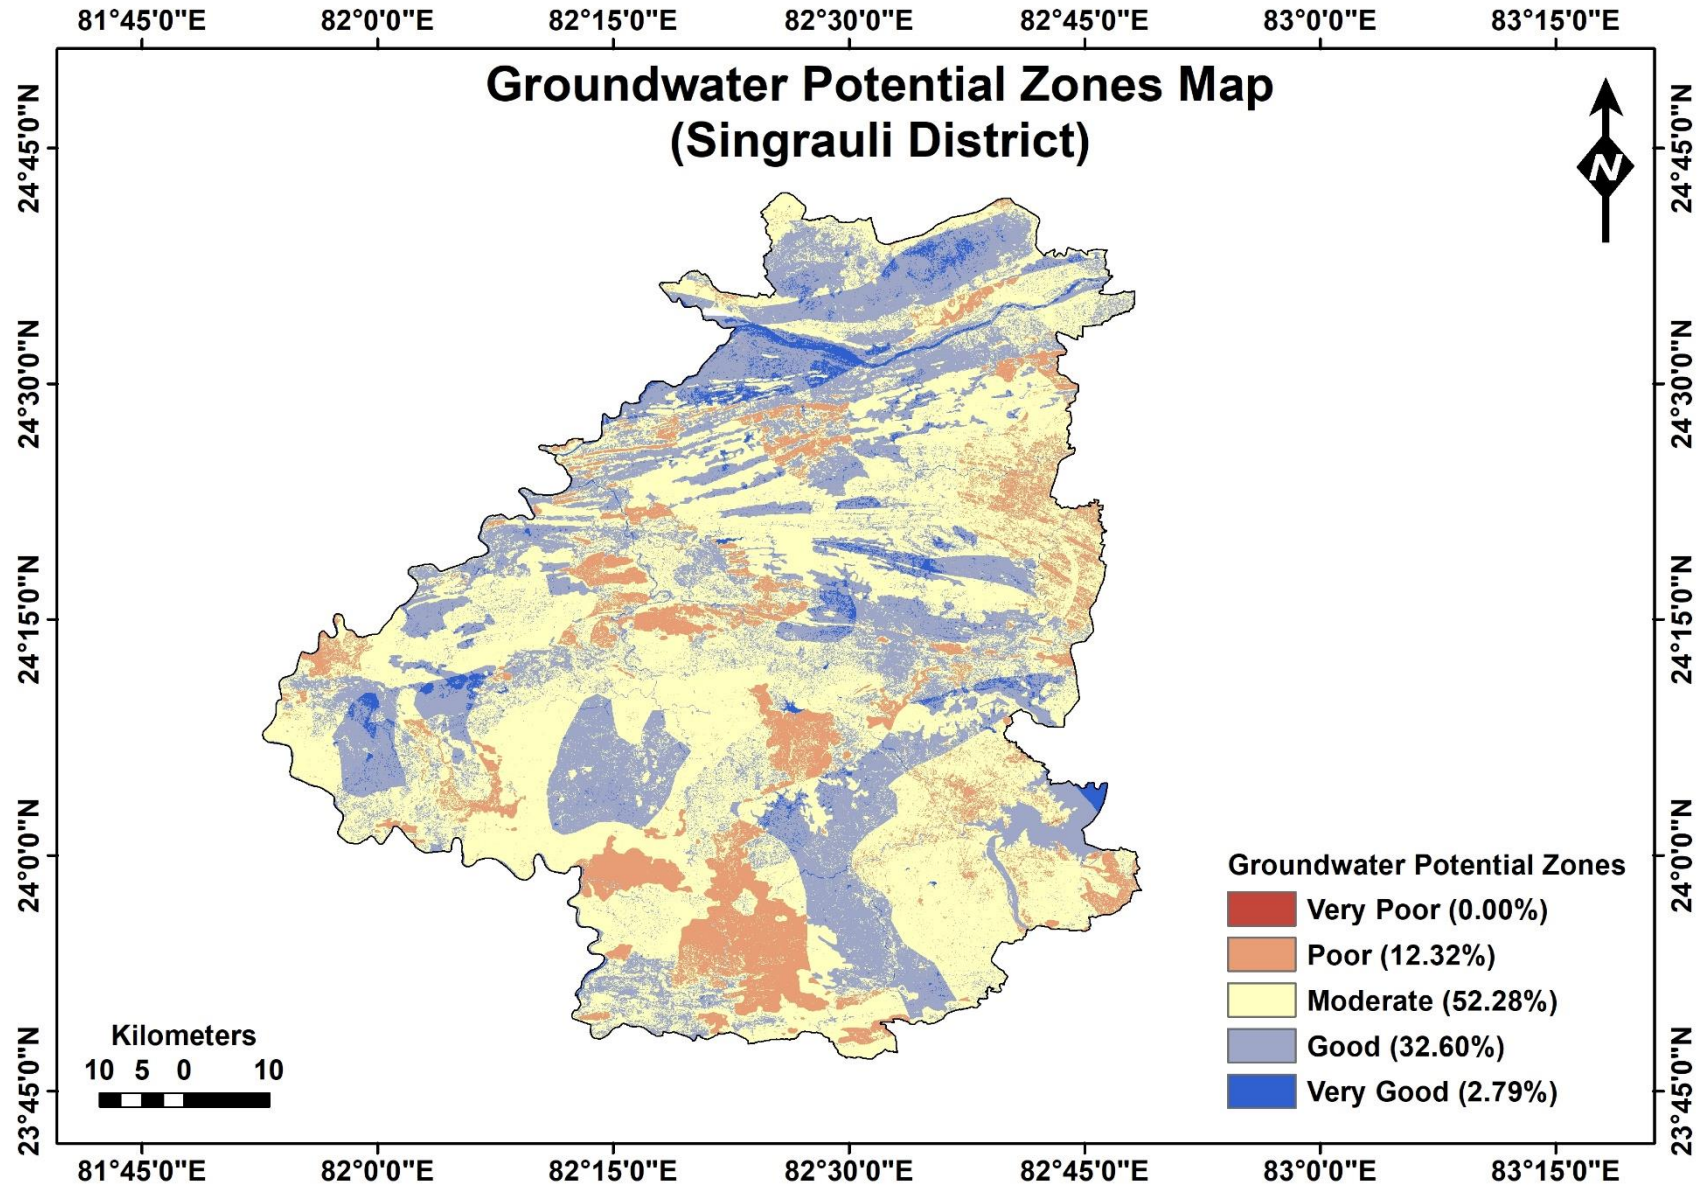 81°45'0"E 82°0'0"E 82°15'0"E 82°30'0"E 82°45'0"E 83°0'0"E 83°15'0"E
Groundwater Potential Zones Map
(Singrauli District)
N
24°45'0"N 24°45'0"N
24°30'0"N 24°30'0"N
24°15'0"N 24°15'0"N
24°0'0"N 24°0'0"N
Groundwater Potential Zones
Very Poor (0.00%)
Poor (12.32%)
Moderate (52.28%)
Good (32.60%)
Very Good (2.79%)
Kilometers
10 5 0 10
23°45'0"N 23°45'0"N
81°45'0"E 82°0'0"E 82°15'0"E 82°30'0"E 82°45'0"E 83°0'0"E 83°15'0"E